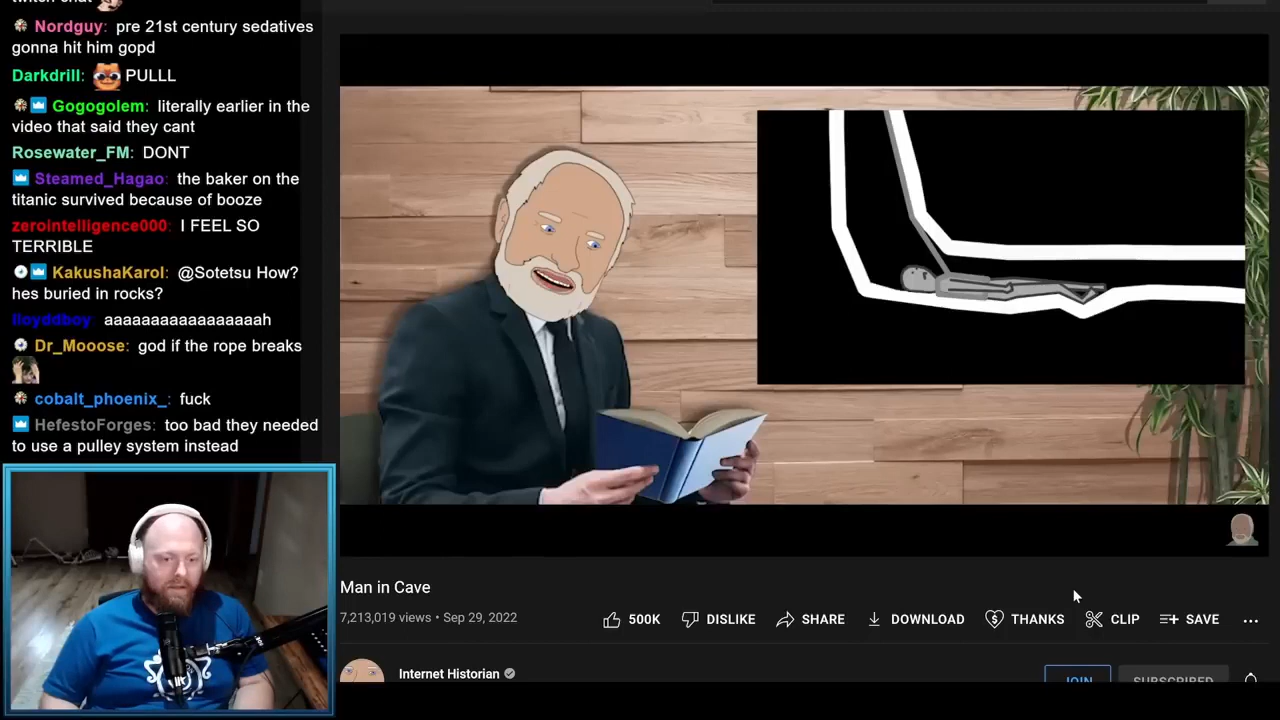 Nordguy: pre 21st century sedatives
gonna hit him gopd
Darkdrill: PULLL
Gogogolem: literally earlier in the
video that said they cant
Rosewater_FM: DONT
Steamed_Hagao: the baker on the
titanic survived because of booze
zerointelligence000: I FEEL SO
TERRIBLE
KakushaKarol: @Sotetsu How?
hes buried in rocks?
lloyddboy: aaaaaaaaaaaaaaaaah
Dr_Mooose: god if the rope breaks
cobalt_phoenix_: fuck
HefestoForges: too bad they needed
to use a pulley system instead
Man in Cave
7,213,019 views • Sep 29, 2022
500K
DISLIKE
SHARE
DOWNLOAD
THANKS
CLIP
SAVE
Internet Historian
JOIN
SUBSCRIBED